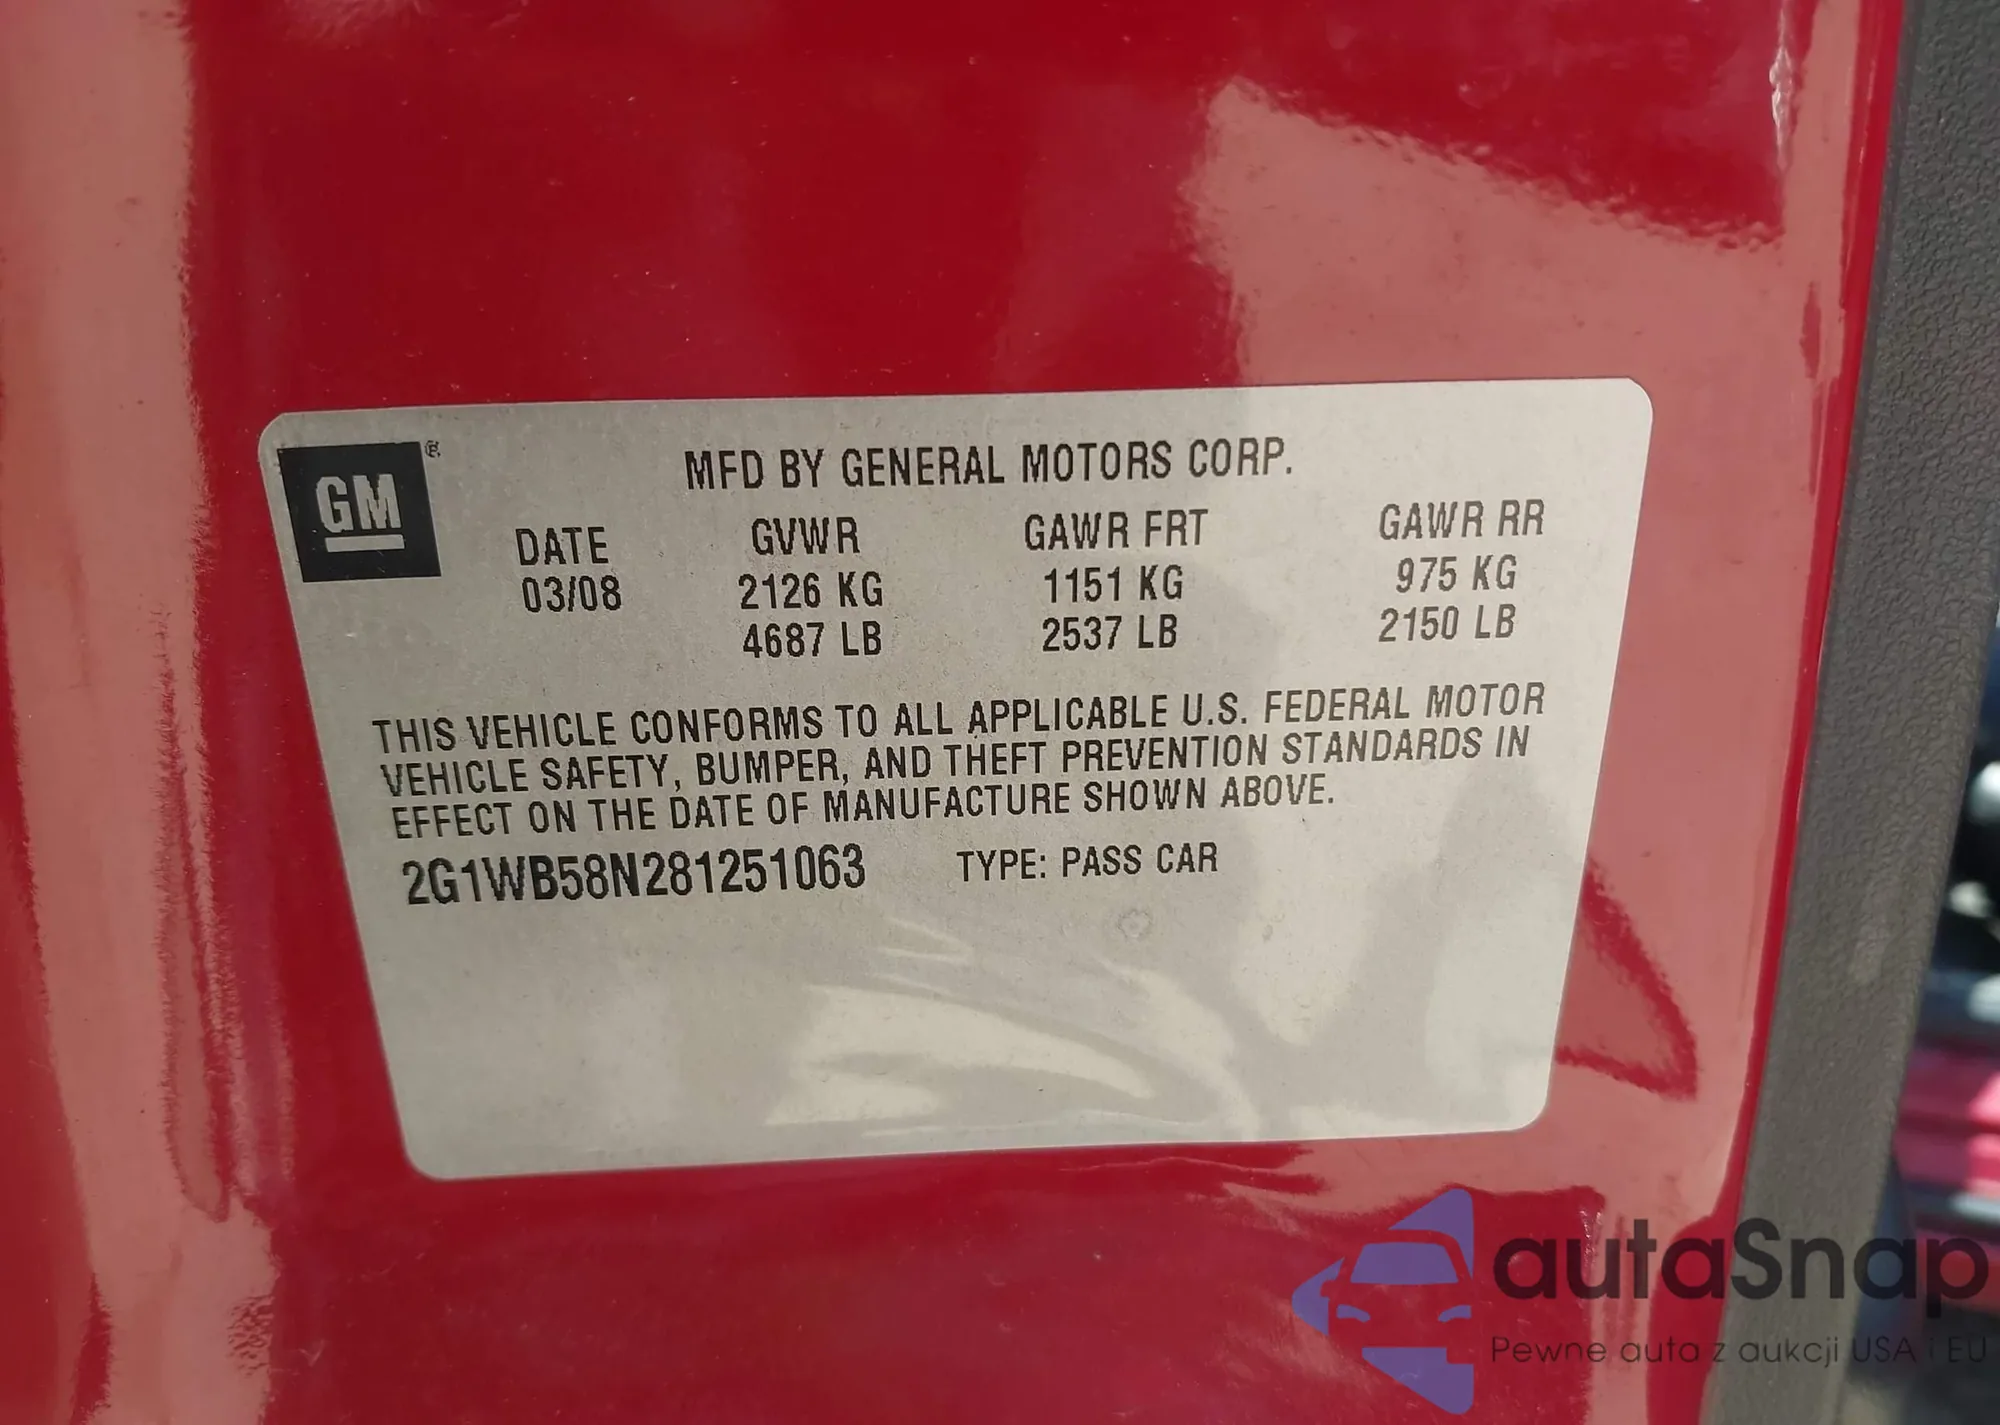 GM ®
MFD BY GENERAL MOTORS CORP.
DATE GVWR GAWR FRT GAWR RR
03/08 2126 KG 1151 KG 975 KG
4687 LB 2537 LB 2150 LB
THIS VEHICLE CONFORMS TO ALL APPLICABLE U.S. FEDERAL MOTOR
VEHICLE SAFETY, BUMPER, AND THEFT PREVENTION STANDARDS IN
EFFECT ON THE DATE OF MANUFACTURE SHOWN ABOVE.
2G1WB58N281251063 TYPE: PASS CAR
autaSnap
Pewne auta z aukcji USA i EU